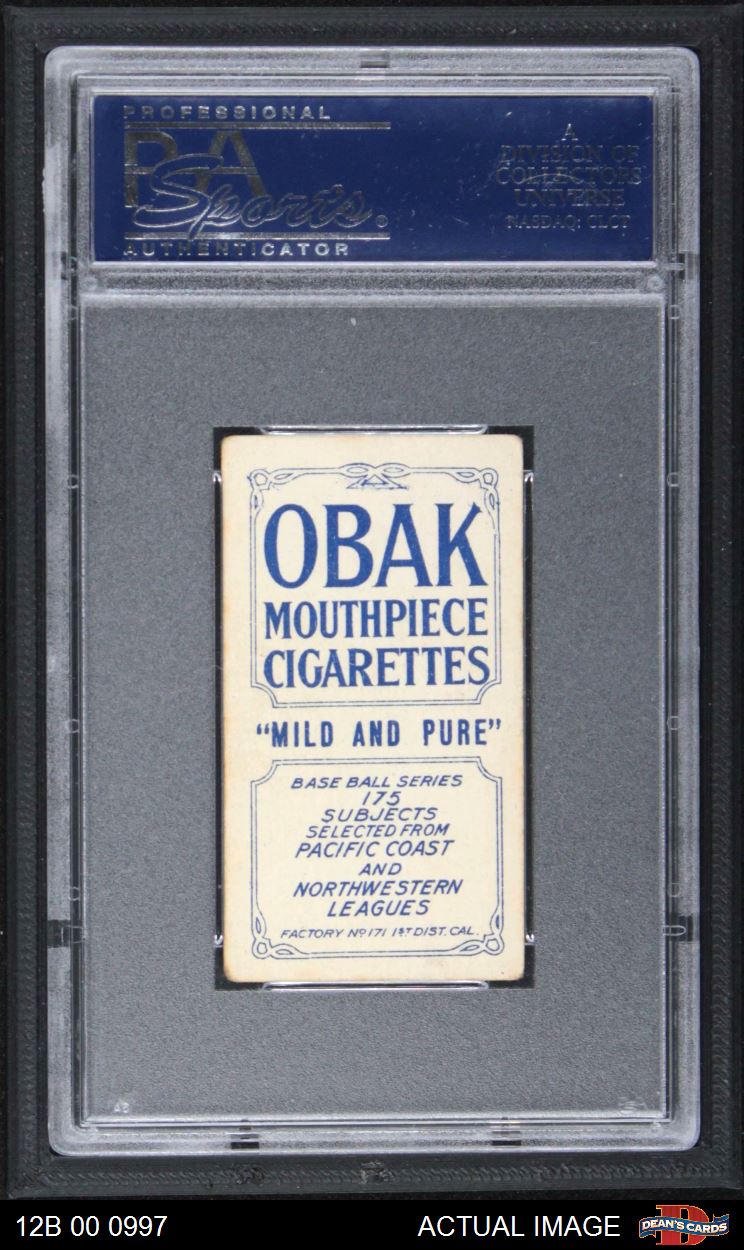 PROFESSIONAL
PSA
Sports
AUTHENTICATOR
A
DIVISION OF
COLLECTORS
UNIVERSE
NASDAQ: CLCT
OBAK
MOUTHPIECE
CIGARETTES
"MILD AND PURE"
BASE BALL SERIES
175
SUBJECTS
SELECTED FROM
PACIFIC COAST
AND
NORTHWESTERN
LEAGUES
FACTORY Nº 171 1ST DIST. CAL.
12B 00 0997
ACTUAL IMAGE
DEAN'S CARDS